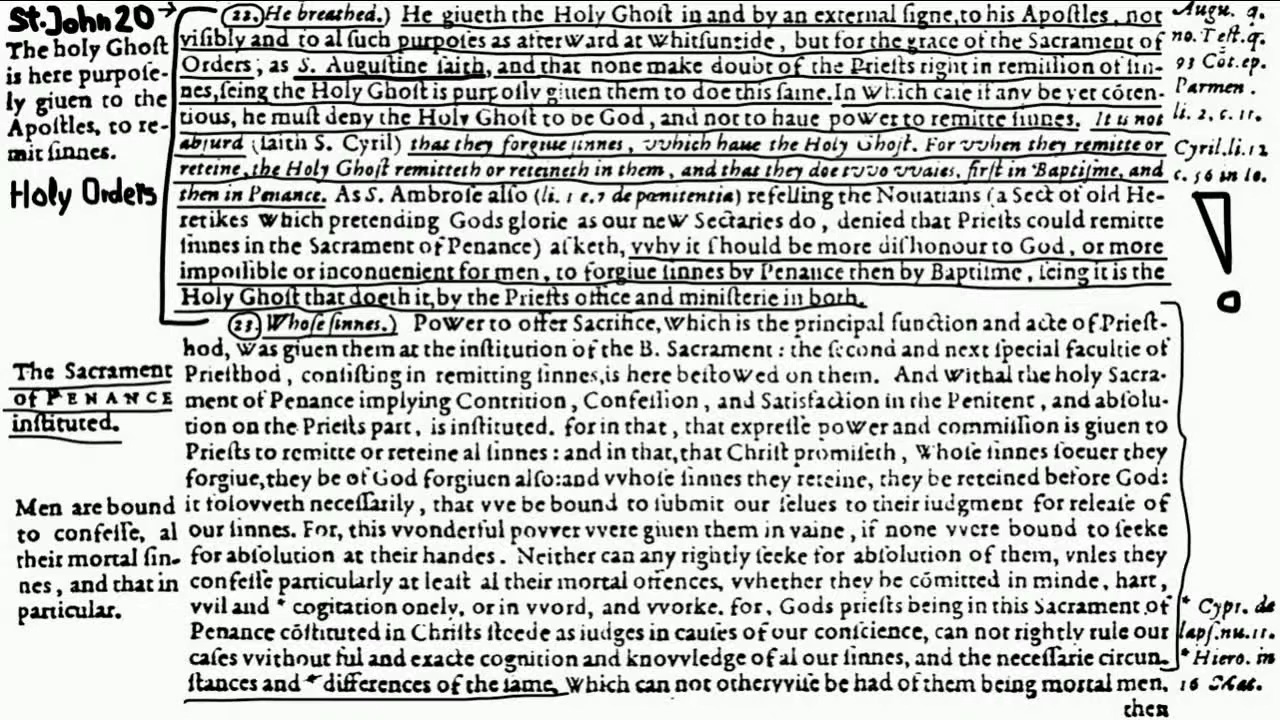 St. John 20 →
The holy Ghoſt
is here purpoſe-
ly giuen to the
Apoſtles, to re-
mit ſinnes.
Holy Orders
The Sacrament
of PENANCE
inſtituted.
Men are bound
to confeſſe, al
their mortal ſin-
nes, and that in
particular.
(22. He breathed.) He giueth the Holy Ghoſt in and by an external ſigne, to his Apoſtles, not
viſibly and to al ſuch purpoſes as afterward at Whitſuntide, but for the grace of the Sacrament of
Orders, as S. Auguſtine ſaith, and that none make doubt of the Prieſts right in remiſſion of ſin-
nes, ſeing the Holy Ghoſt is purpoſly giuen them to doe this ſame. In Which caſe if any be yet cõten-
tious, he muſt deny the Holy Ghoſt to be God, and not to haue power to remitte ſinnes. It is not
abſurd (ſaith S. Cyril) that they forgiue ſinnes, vvhich haue the Holy Ghoſt. For vvhen they remitte or
reteine, the Holy Ghoſt remitteth or reteineth in them, and that they doe tvvo vvaies, firſt in Baptiſme, and
then in Penance. As S. Ambroſe alſo (li. 1 c. 7 de pœnitentia) refelling the Nouatians (a Sect of old He-
retikes Which pretending Gods glorie as our neW Sectaries do, denied that Prieſts could remitte
ſinnes in the Sacrament of Penance) aſketh, vvhy it ſhould be more diſhonour to God, or more
impoſſible or inconuenient for men, to forgiue ſinnes by Penance then by Baptiſme, ſeing it is the
Holy Ghoſt that doeth it, by the Prieſts office and miniſterie in both.
(23. Whoſe ſinnes.) PoWer to offer Sacrifice, Which is the principal function and acte of Prieſt-
hod, Was giuen them at the inſtitution of the B. Sacrament: the ſecond and next ſpecial facultie of
Prieſthod, conſiſting in remitting ſinnes, is here beſtowed on them. And Withal the holy Sacra-
ment of Penance implying Contrition, Confeſſion, and Satisfaction in the Penitent, and abſolu-
tion on the Prieſts part, is inſtituted. for in that, that expreſſe poWer and commiſſion is giuen to
Prieſts to remitte or reteine al ſinnes: and in that, that Chriſt promiſeth, Whoſe ſinnes ſoeuer they
forgiue, they be of God forgiuen alſo: and vvhoſe ſinnes they reteine, they be reteined before God:
it folovveth neceſſarily, that vve be bound to ſubmit our ſelues to their iudgment for releaſe of
our ſinnes. For, this vvonderful povver vvere giuen them in vaine, if none vvere bound to ſeeke
for abſolution at their handes. Neither can any rightly ſeeke for abſolution of them, vnles they
confeſſe particularly at leaſt al their mortal offences, vvhether they be cõmitted in minde, hart,
vvil and * cogitation onely, or in vvord, and vvorke. for, Gods prieſts being in this Sacrament of
Penance cõſtituted in Chriſts ſteede as iudges in cauſes of our conſcience, can not rightly rule our
caſes vvithout ful and exacte cognition and knovvledge of al our ſinnes, and the neceſſarie circun-
ſtances and * differences of the ſame, Which can not othervviſe be had of them being mortal men,
then
Augu. q.
no. Teſt. q.
93 Cõt. ep.
Parmen.
li. 2. c. 11.
Cyril. li. 12
c. 56 in Io.
!
* Cypr. de
lapſ. nu. 11.
* Hiero. in
16 Mat.